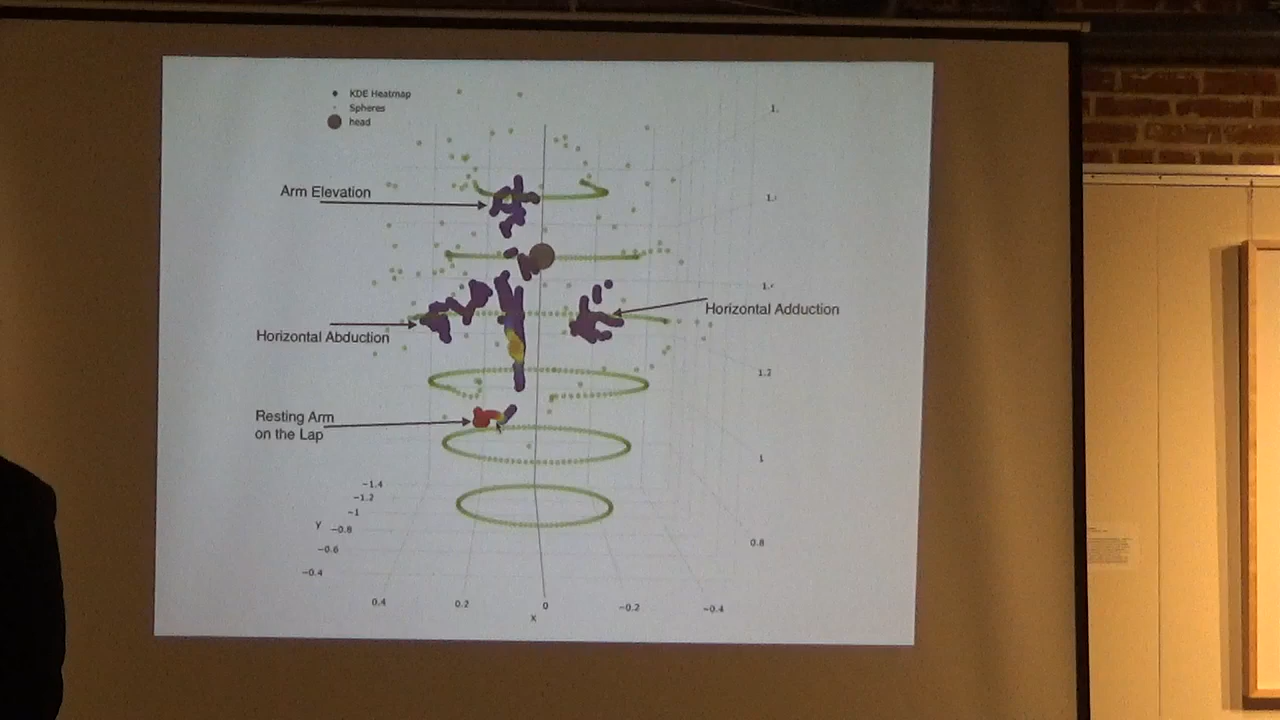 KDE Heatmap
Spheres
head
Arm Elevation
Horizontal Adduction
Horizontal Abduction
Resting Arm
on the Lap
1.2
1
0.8
−1.4
−1.2
−1
y −0.8
−0.6
−0.4
0.4 0.2 0 −0.2 −0.4
x